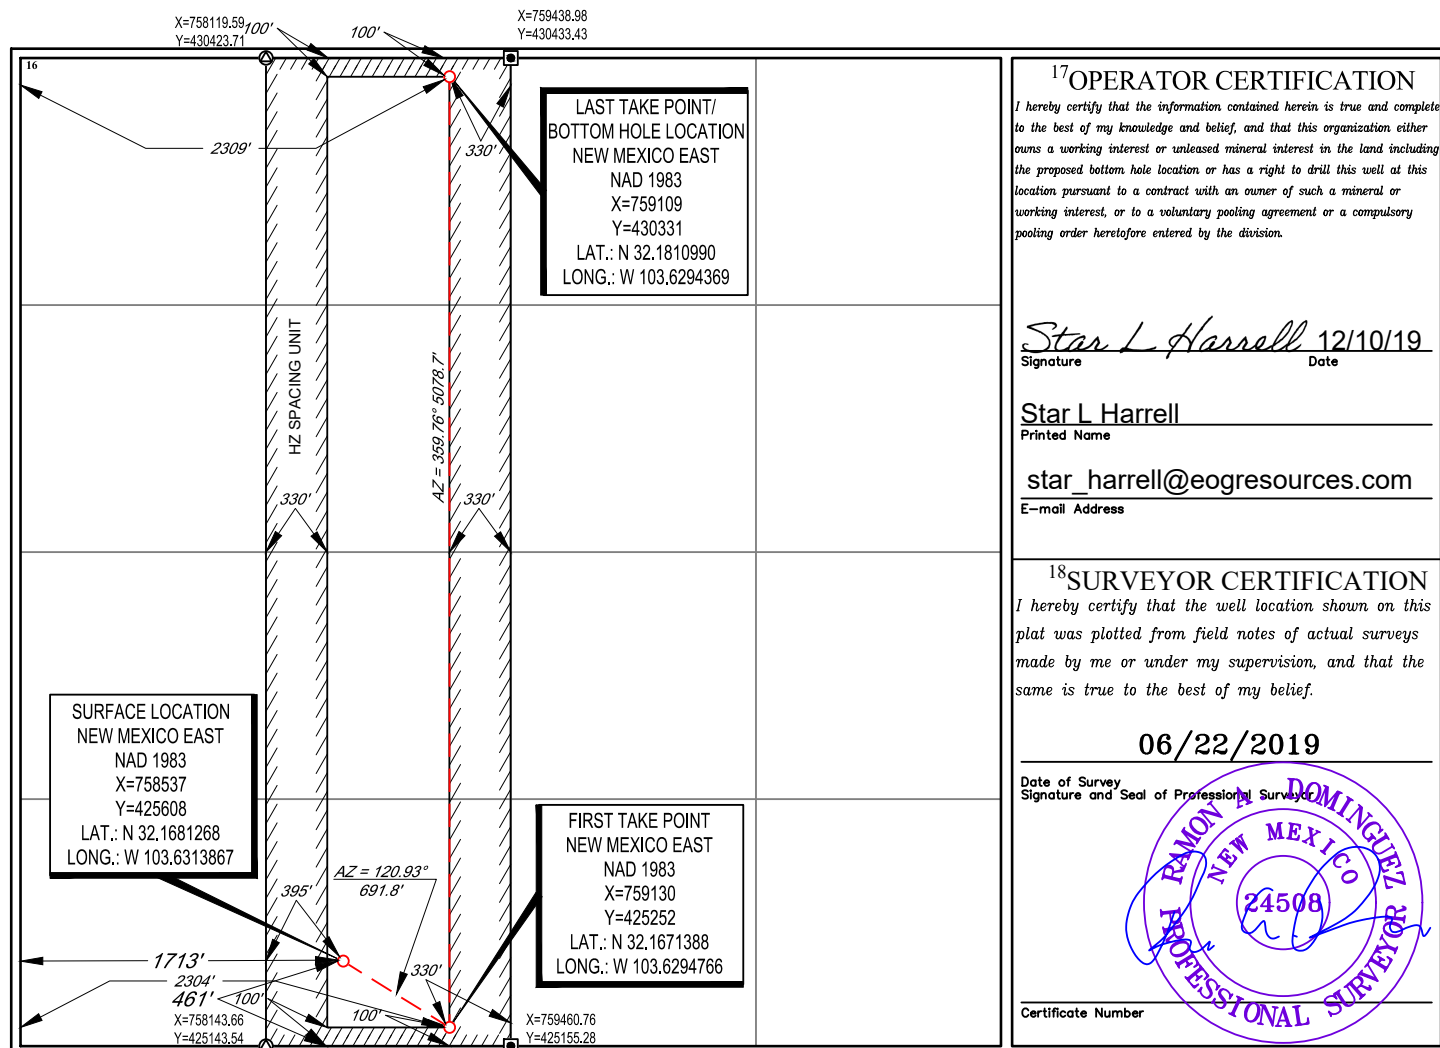 X=758119.59
Y=430423.71
100'
100'
X=759438.98
Y=430433.43
16
2309'
330'
LAST TAKE POINT/
BOTTOM HOLE LOCATION
NEW MEXICO EAST
NAD 1983
X=759109
Y=430331
LAT.: N 32.1810990
LONG.: W 103.6294369
HZ SPACING UNIT
AZ = 359.76° 5078.7'
330'
330'
SURFACE LOCATION
NEW MEXICO EAST
NAD 1983
X=758537
Y=425608
LAT.: N 32.1681268
LONG.: W 103.6313867
FIRST TAKE POINT
NEW MEXICO EAST
NAD 1983
X=759130
Y=425252
LAT.: N 32.1671388
LONG.: W 103.6294766
AZ = 120.93°
691.8'
395'
1713'
2304'
461'
100'
330'
100'
X=758143.66
Y=425143.54
X=759460.76
Y=425155.28
17 OPERATOR CERTIFICATION
I hereby certify that the information contained herein is true and complete
to the best of my knowledge and belief, and that this organization either
owns a working interest or unleased mineral interest in the land including
the proposed bottom hole location or has a right to drill this well at this
location pursuant to a contract with an owner of such a mineral or
working interest, or to a voluntary pooling agreement or a compulsory
pooling order heretofore entered by the division.
Star L Harrell 12/10/19
Signature Date
Star L Harrell
Printed Name
star_harrell@eogresources.com
E-mail Address
18 SURVEYOR CERTIFICATION
I hereby certify that the well location shown on this
plat was plotted from field notes of actual surveys
made by me or under my supervision, and that the
same is true to the best of my belief.
06/22/2019
Date of Survey
Signature and Seal of Professional Surveyor
RAMON A. DOMINGUEZ
NEW MEXICO
24508
PROFESSIONAL SURVEYOR
Certificate Number